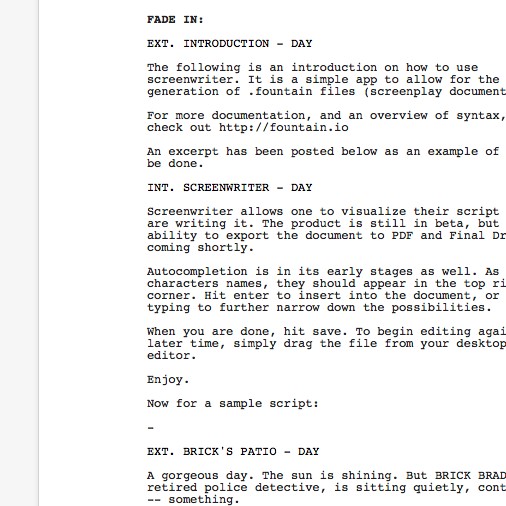 FADE IN:
EXT. INTRODUCTION - DAY
The following is an introduction on how to use
screenwriter. It is a simple app to allow for the
generation of .fountain files (screenplay document
For more documentation, and an overview of syntax,
check out http://fountain.io
An excerpt has been posted below as an example of
be done.
INT. SCREENWRITER - DAY
Screenwriter allows one to visualize their script
are writing it. The product is still in beta, but
ability to export the document to PDF and Final Dr
coming shortly.
Autocompletion is in its early stages as well. As
characters names, they should appear in the top ri
corner. Hit enter to insert into the document, or
typing to further narrow down the possibilities.
When you are done, hit save. To begin editing agai
later time, simply drag the file from your desktop
editor.
Enjoy.
Now for a sample script:
-
EXT. BRICK'S PATIO - DAY
A gorgeous day. The sun is shining. But BRICK BRAD
retired police detective, is sitting quietly, cont
-- something.